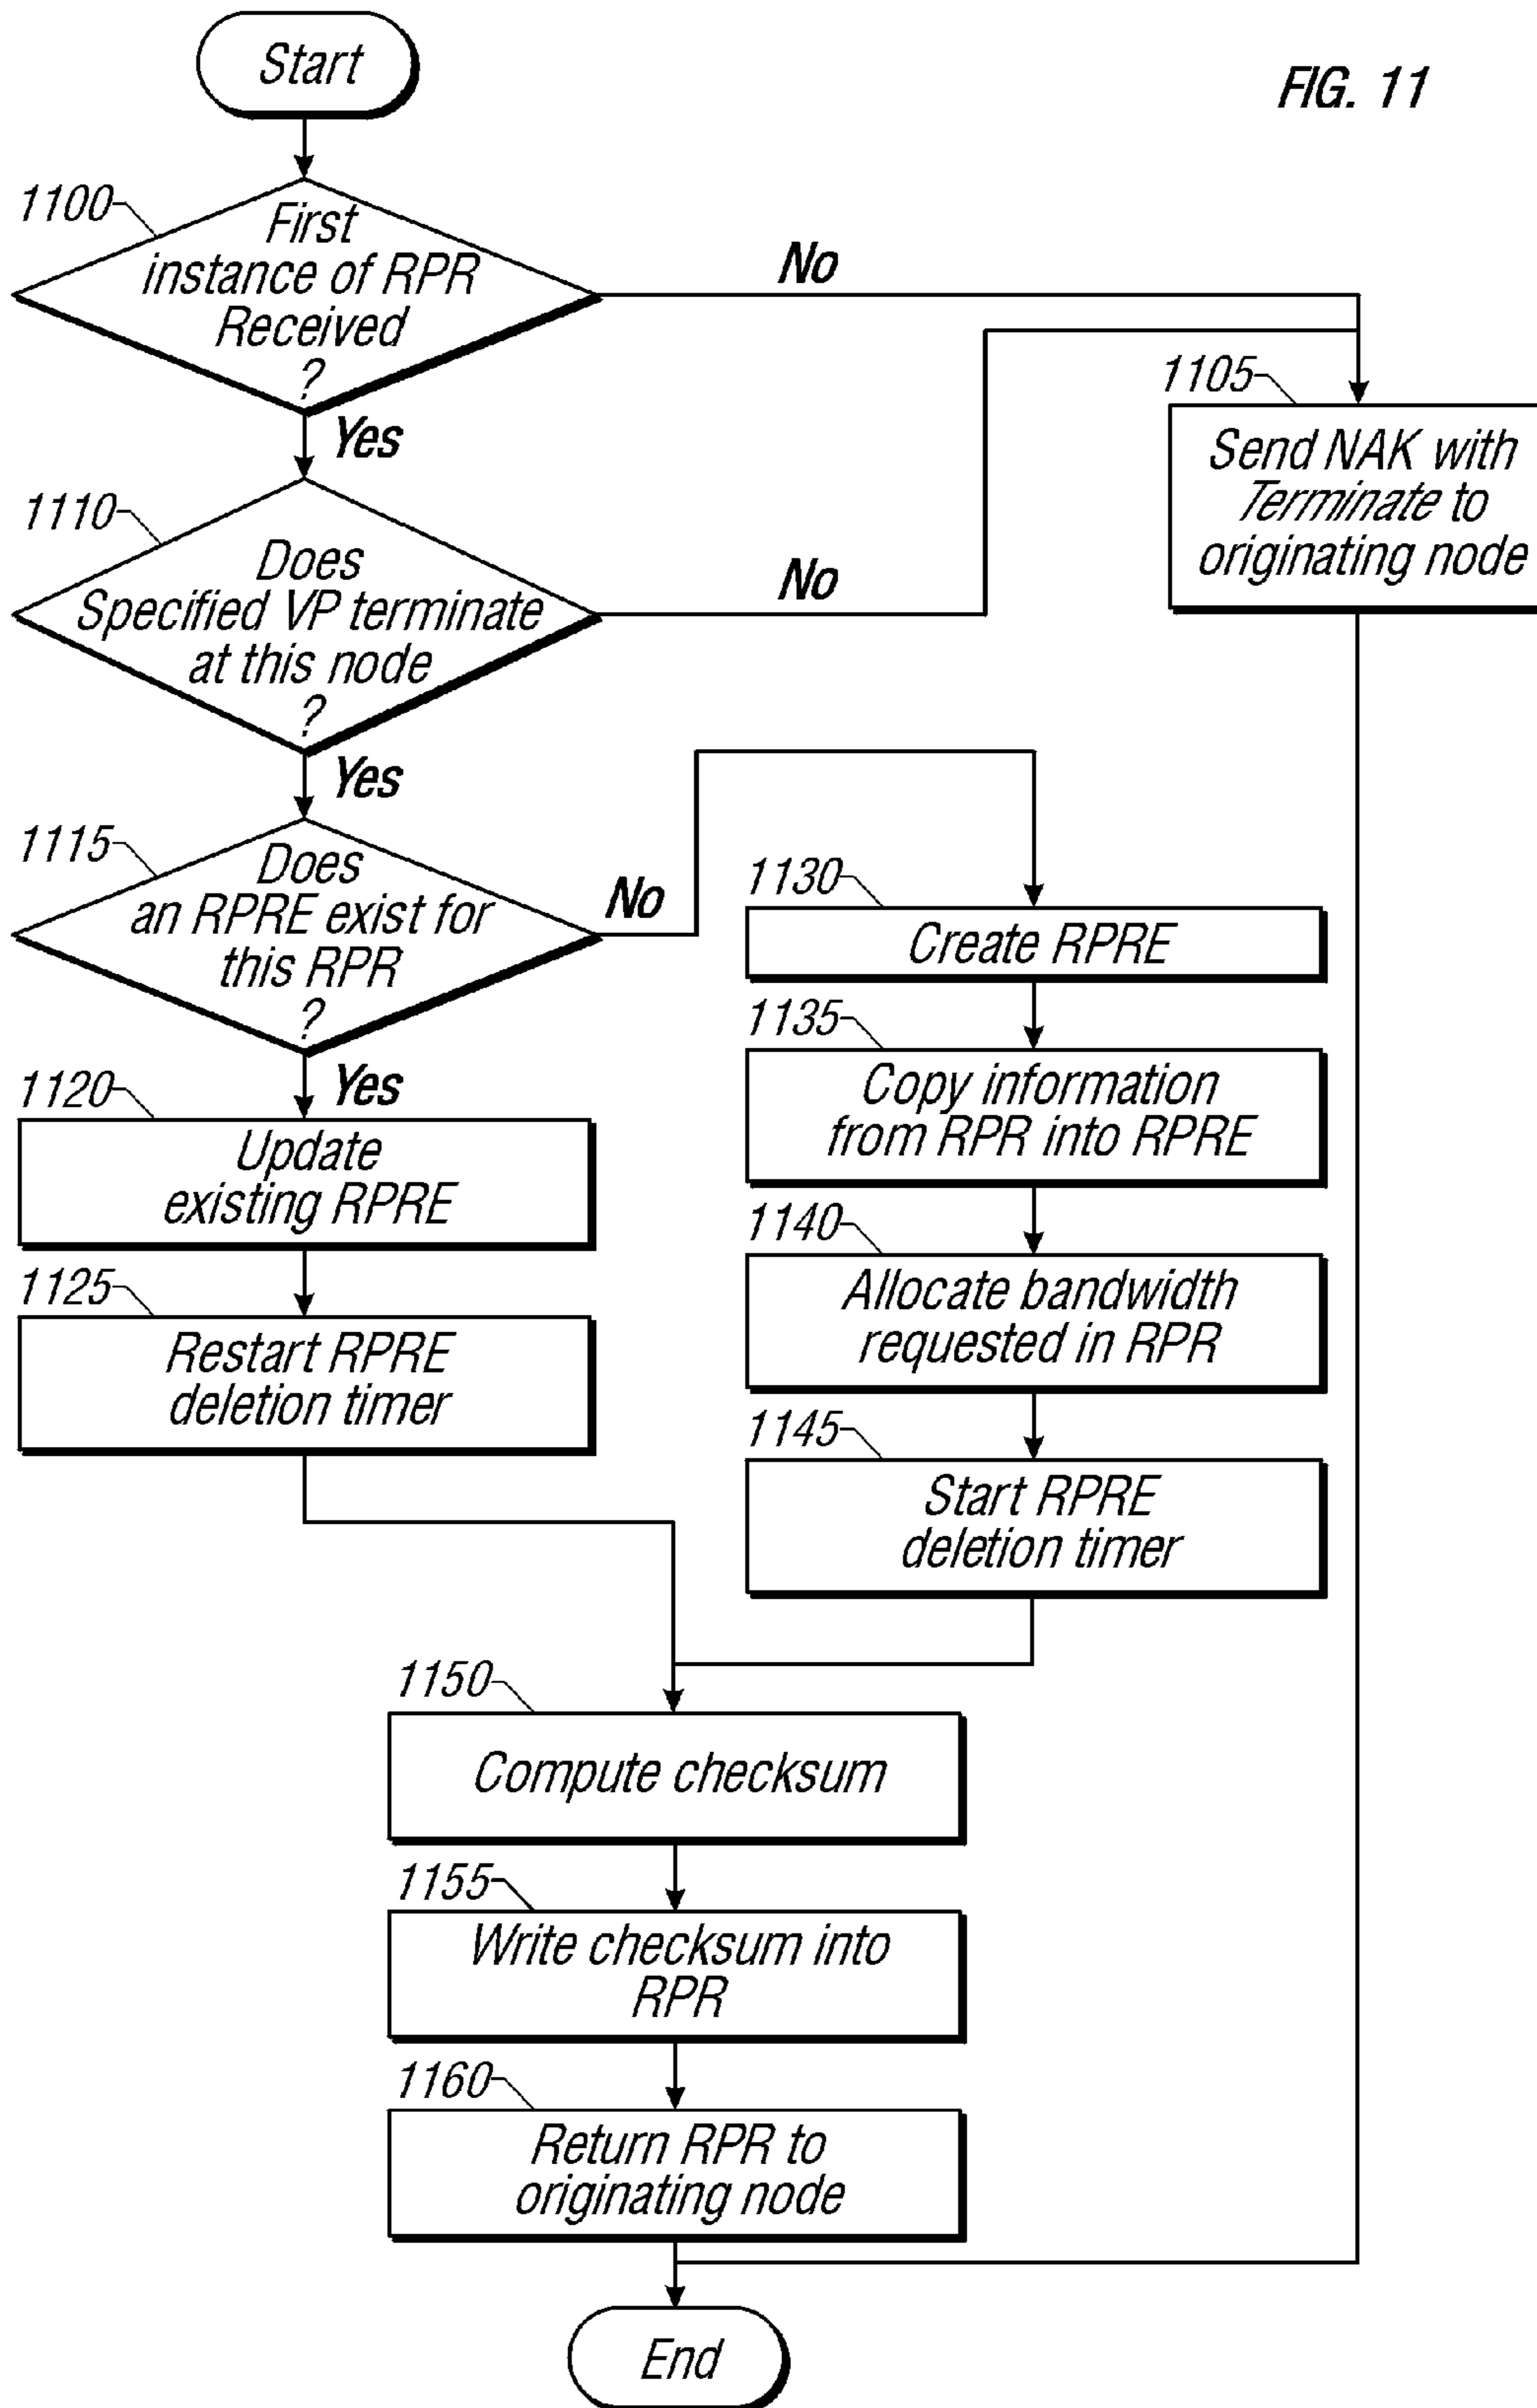 Start
FIG. 11
1100
First
instance of RPR
Received
?
No
Yes
1105
Send NAK with
Terminate to
originating node
1110
Does
Specified VP terminate
at this node
?
No
Yes
1115
Does
an RPRE exist for
this RPR
?
No
Yes
1120
Update
existing RPRE
1125
Restart RPRE
deletion timer
1130
Create RPRE
1135
Copy information
from RPR into RPRE
1140
Allocate bandwidth
requested in RPR
1145
Start RPRE
deletion timer
1150
Compute checksum
1155
Write checksum into
RPR
1160
Return RPR to
originating node
End